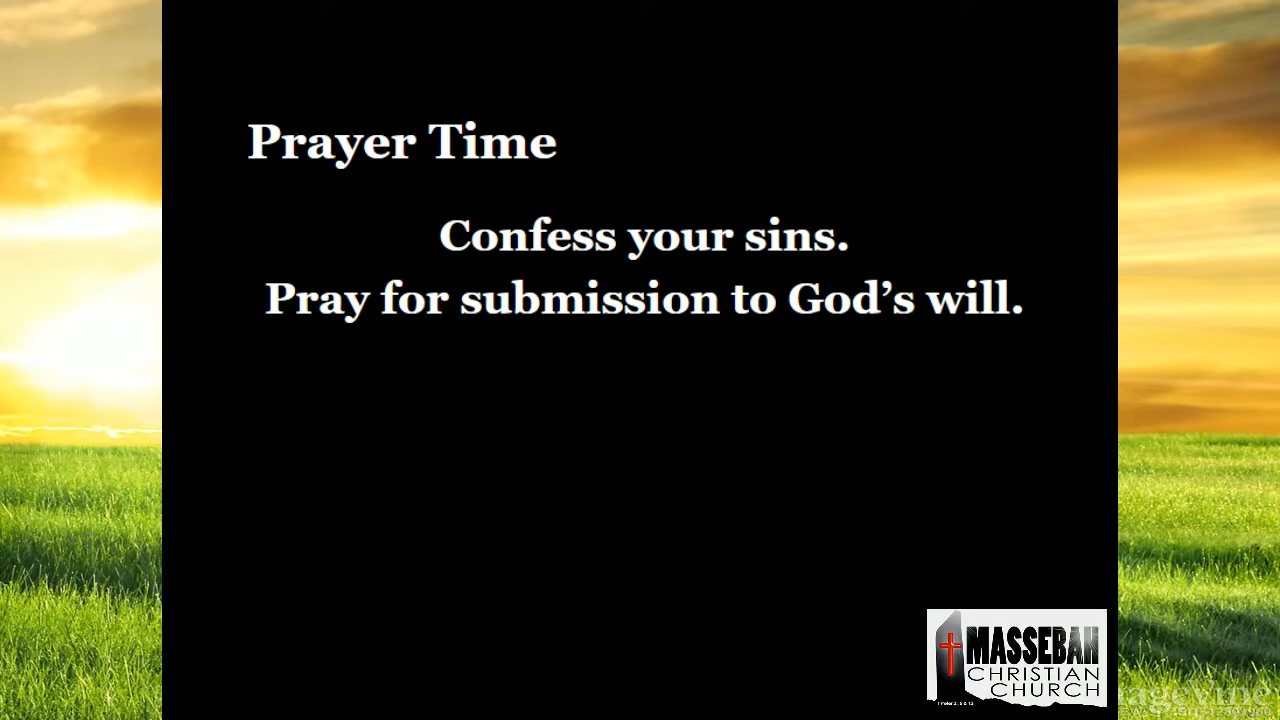 Prayer Time
Confess your sins.
Pray for submission to God’s will.
MASSEBAH
CHRISTIAN
CHURCH